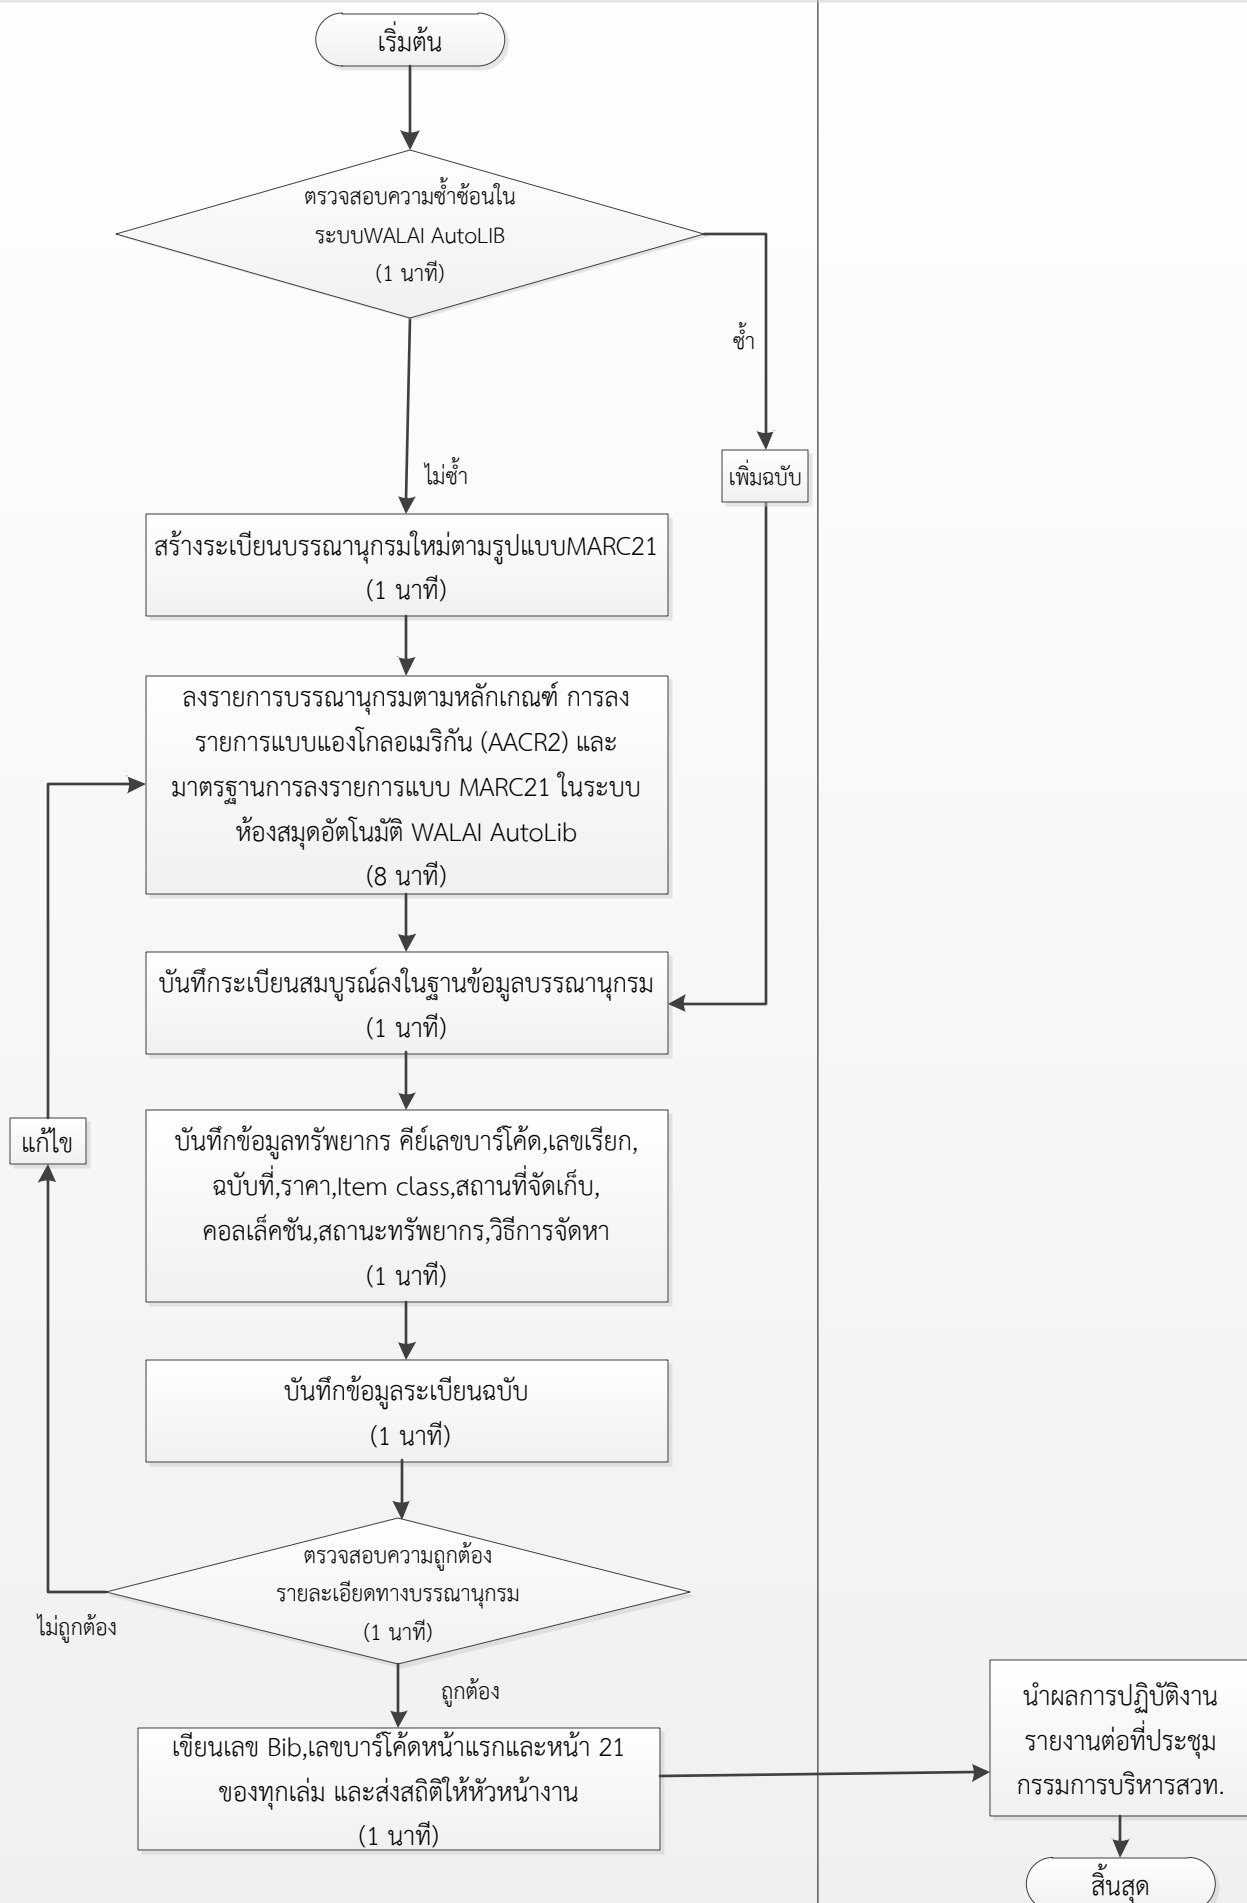 เริ่มต้น
ตรวจสอบความซ้ำซ้อนใน
ระบบWALAI AutoLIB
(1 นาที)
ซ้ำ
ไม่ซ้ำ
เพิ่มฉบับ
สร้างระเบียนบรรณานุกรมใหม่ตามรูปแบบMARC21
(1 นาที)
ลงรายการบรรณานุกรมตามหลักเกณฑ์ การลง
รายการแบบแองโกลอเมริกัน (AACR2) และ
มาตรฐานการลงรายการแบบ MARC21 ในระบบ
ห้องสมุดอัตโนมัติ WALAI AutoLib
(8 นาที)
บันทึกระเบียนสมบูรณ์ลงในฐานข้อมูลบรรณานุกรม
(1 นาที)
แก้ไข
บันทึกข้อมูลทรัพยากร คีย์เลขบาร์โค้ด,เลขเรียก,
ฉบับที่,ราคา,Item class,สถานที่จัดเก็บ,
คอลเล็คชัน,สถานะทรัพยากร,วิธีการจัดหา
(1 นาที)
บันทึกข้อมูลระเบียนฉบับ
(1 นาที)
ตรวจสอบความถูกต้อง
รายละเอียดทางบรรณานุกรม
(1 นาที)
ไม่ถูกต้อง
ถูกต้อง
เขียนเลข Bib,เลขบาร์โค้ดหน้าแรกและหน้า 21
ของทุกเล่ม และส่งสถิติให้หัวหน้างาน
(1 นาที)
นำผลการปฏิบัติงาน
รายงานต่อที่ประชุม
กรรมการบริหารสวท.
สิ้นสุด